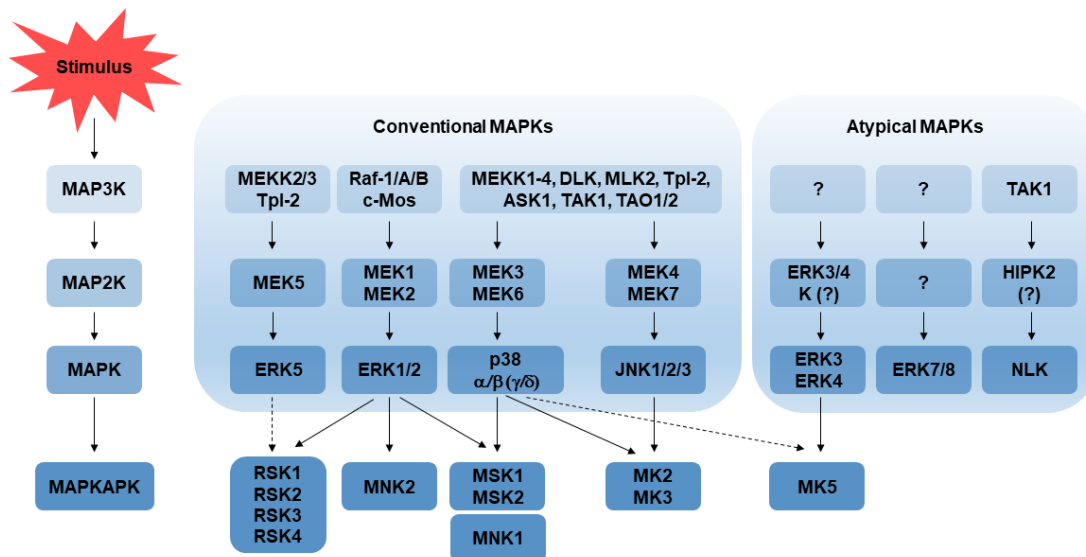 Stimulus
Conventional MAPKs
Atypical MAPKs
MAP3K
MEKK2/3
Tpl-2
Raf-1/A/B
c-Mos
MEKK1-4, DLK, MLK2, Tpl-2,
ASK1, TAK1, TAO1/2
?
?
TAK1
MAP2K
MEK5
MEK1
MEK2
MEK3
MEK6
MEK4
MEK7
ERK3/4
K (?)
?
HIPK2
(?)
MAPK
ERK5
ERK1/2
p38
α/β (γ/δ)
JNK1/2/3
ERK3
ERK4
ERK7/8
NLK
MAPKAPK
RSK1
RSK2
RSK3
RSK4
MNK2
MSK1
MSK2
MNK1
MK2
MK3
MK5